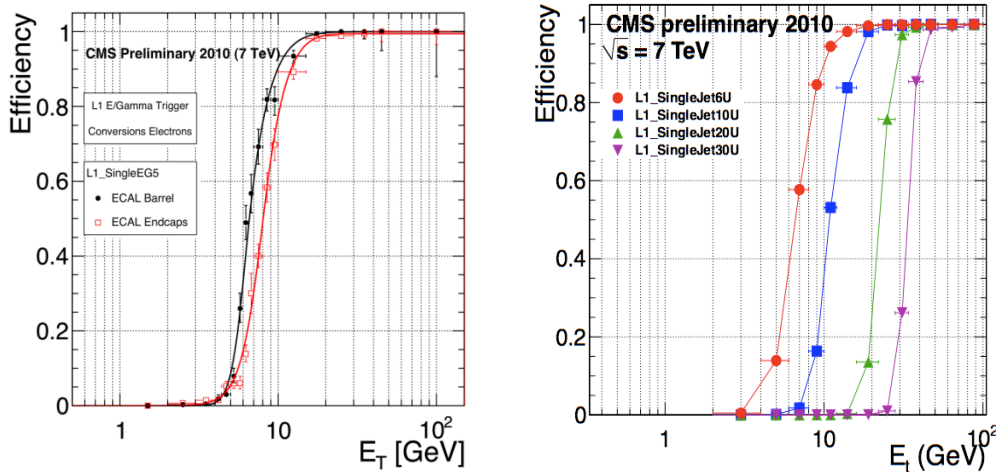 CMS Preliminary 2010 (7 TeV)
L1 E/Gamma Trigger
Conversions Electrons
L1_SingleEG5
ECAL Barrel
ECAL Endcaps
Efficiency
1
0.8
0.6
0.4
0.2
0
1
10
10²
E_T [GeV]
CMS preliminary 2010
√s = 7 TeV
L1_SingleJet6U
L1_SingleJet10U
L1_SingleJet20U
L1_SingleJet30U
Efficiency
1
0.8
0.6
0.4
0.2
0
1
10
10²
E_t (GeV)